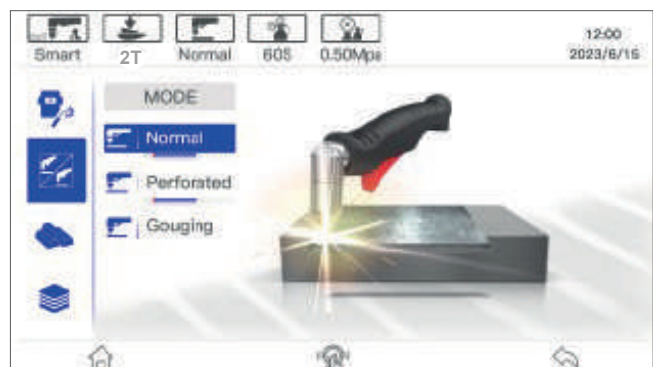 Smart 2T Normal 60S 0.50Mpa
12:00
2023/6/15
MODE
Normal
Perforated
Gouging